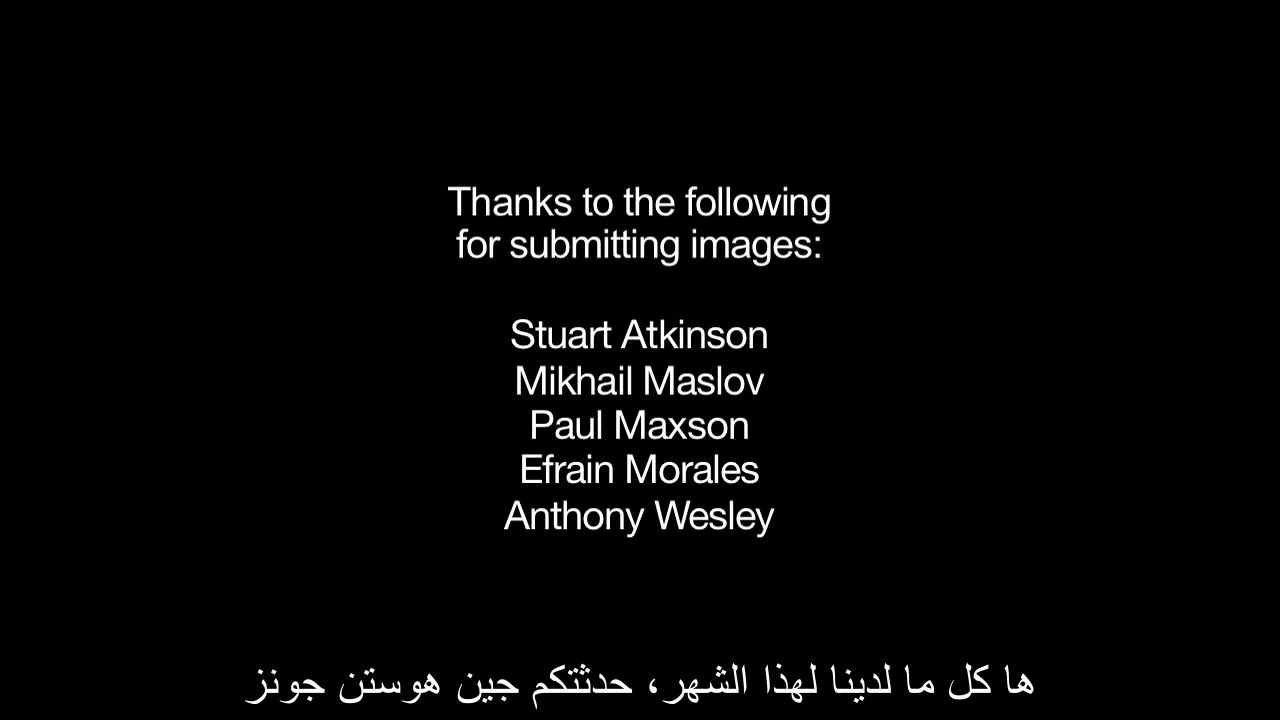 Thanks to the following
for submitting images:
Stuart Atkinson
Mikhail Maslov
Paul Maxson
Efrain Morales
Anthony Wesley
ها كل ما لدينا لهذا الشهر، حدثتكم جين هوستن جونز